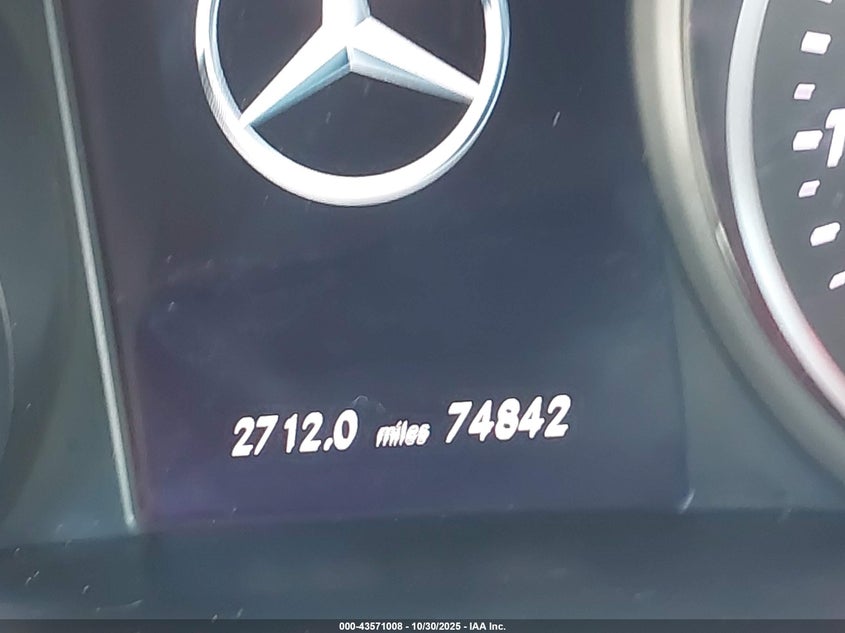 2712.0 miles 74842
000-43571008 - 10/30/2025 - IAA Inc.